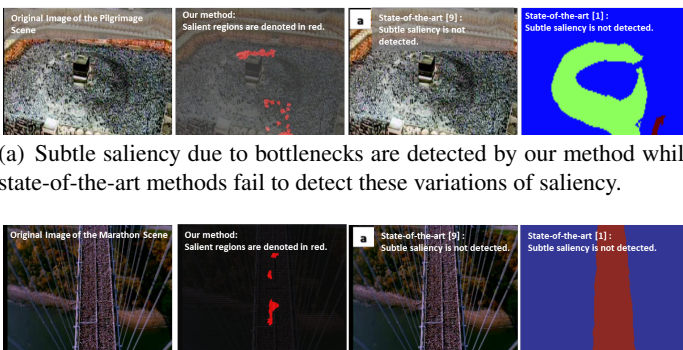 Original Image of the Pilgrimage
Scene
Our method:
Salient regions are denoted in red.
a
State-of-the-art [9] :
Subtle saliency is not
detected.
State-of-the-art [1] :
Subtle saliency is not detected.
(a) Subtle saliency due to bottlenecks are detected by our method whil
state-of-the-art methods fail to detect these variations of saliency.
Original Image of the Marathon Scene
Our method:
Salient regions are denoted in red.
a
State-of-the-art [9] :
Subtle saliency is not detected.
State-of-the-art [1] :
Subtle saliency is not detected.